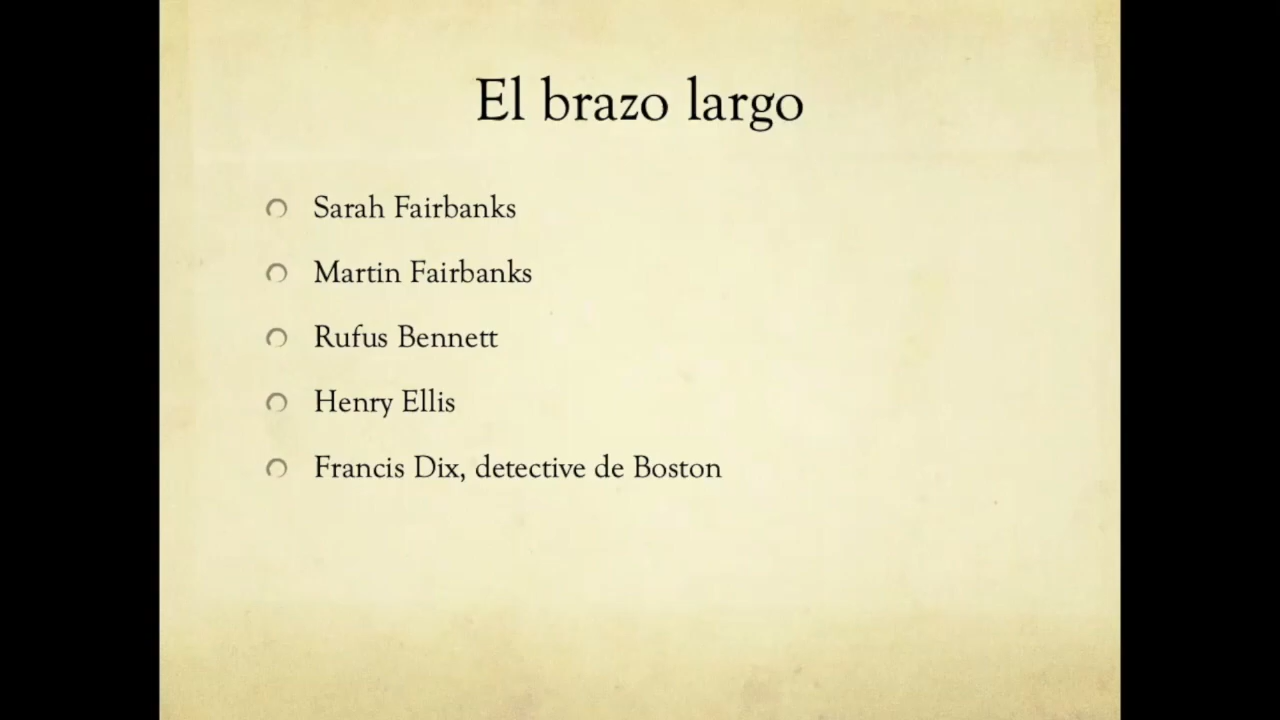 El brazo largo
Sarah Fairbanks
Martin Fairbanks
Rufus Bennett
Henry Ellis
Francis Dix, detective de Boston